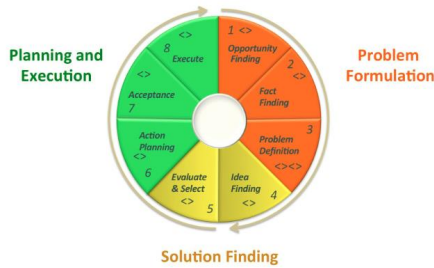 Planning and
Execution
Problem
Formulation
1 <>
Opportunity
Finding
2
<>
Fact
Finding
3
Problem
Definition
<><>
Idea
Finding
<> 4
Evaluate
& Select
<> 5
Action
Planning
<>
6
<>
Acceptance
7
8 <>
Execute
Solution Finding